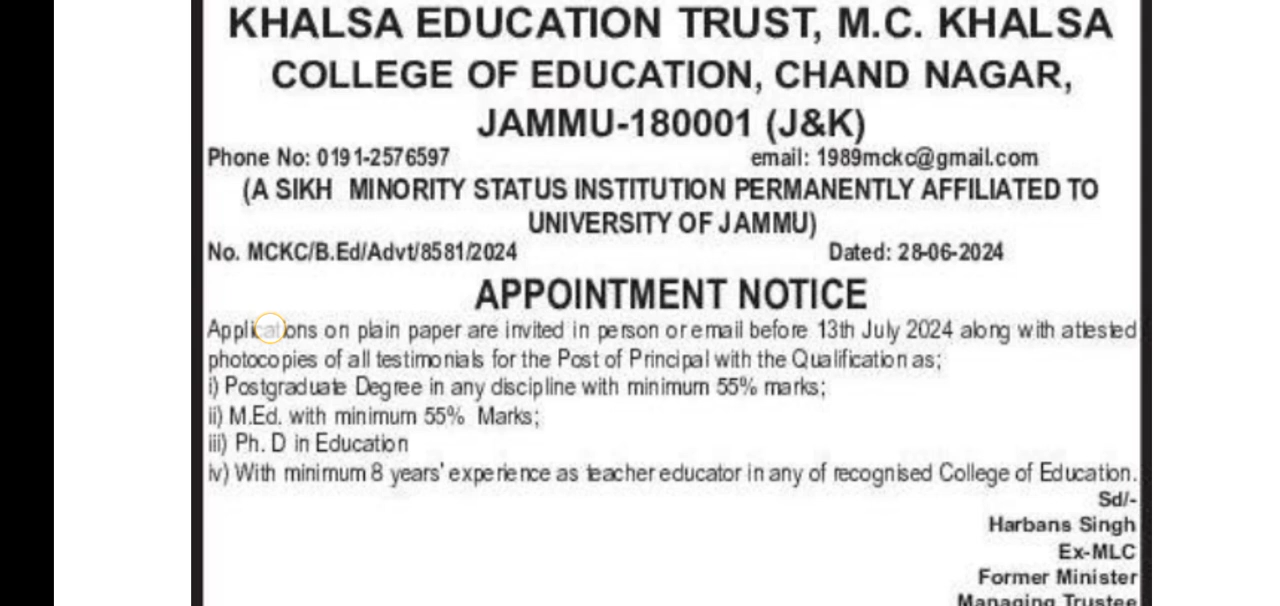 KHALSA EDUCATION TRUST, M.C. KHALSA
COLLEGE OF EDUCATION, CHAND NAGAR,
JAMMU-180001 (J&K)
Phone No: 0191-2576597 email: 1989mckc@gmail.com
(A SIKH MINORITY STATUS INSTITUTION PERMANENTLY AFFILIATED TO
UNIVERSITY OF JAMMU)
No. MCKC/B.Ed/Advt/8581/2024 Dated: 28-06-2024
APPOINTMENT NOTICE
Applications on plain paper are invited in person or email before 13th July 2024 along with attested
photocopies of all testimonials for the Post of Principal with the Qualification as;
i) Postgraduate Degree in any discipline with minimum 55% marks;
ii) M.Ed. with minimum 55% Marks;
iii) Ph. D in Education
iv) With minimum 8 years' experience as teacher educator in any of recognised College of Education.
Sd/-
Harbans Singh
Ex-MLC
Former Minister
Managing Trustee